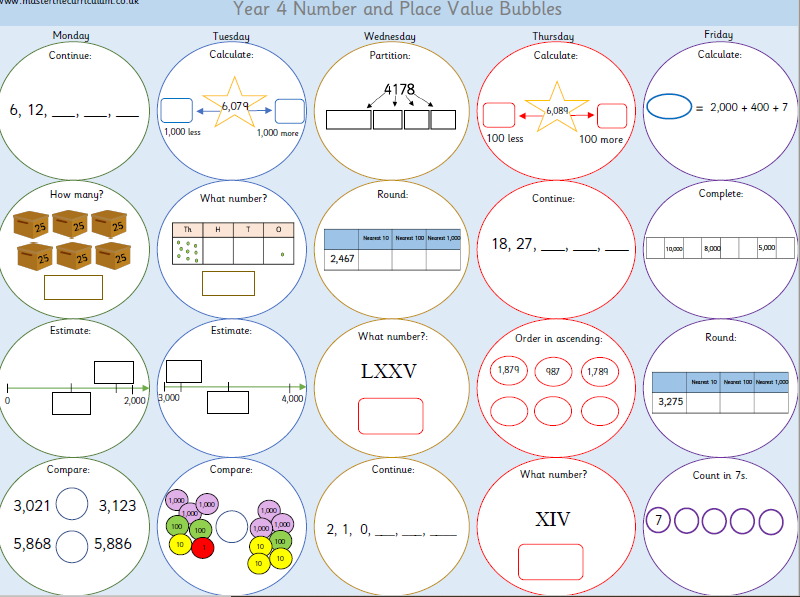 www.masterthecurriculum.co.uk
Year 4 Number and Place Value Bubbles
Monday
Continue:
6, 12, ___, ___, ___
How many?
25 25 25
25 25 25
Estimate:
0 2,000
Compare:
3,021 3,123
5,868 5,886
Tuesday
Calculate:
6,079
1,000 less 1,000 more
What number?
Th H T O
Estimate:
3,000 4,000
Compare:
1,000 1,000 1,000
100 100
10 1
1,000
1,000 1,000
10 100
10 10
Wednesday
Partition:
4178
Round:
Nearest 10 Nearest 100 Nearest 1,000
2,467
What number?:
LXXV
Continue:
2, 1, 0, ___, ___, ____
Thursday
Calculate:
6,089
100 less 100 more
Continue:
18, 27, ___, ___, ___
Order in ascending:
1,879 987 1,789
What number?
XIV
Friday
Calculate:
= 2,000 + 400 + 7
Complete:
10,000 8,000 5,000
Round:
Nearest 10 Nearest 100 Nearest 1,000
3,275
Count in 7s.
7